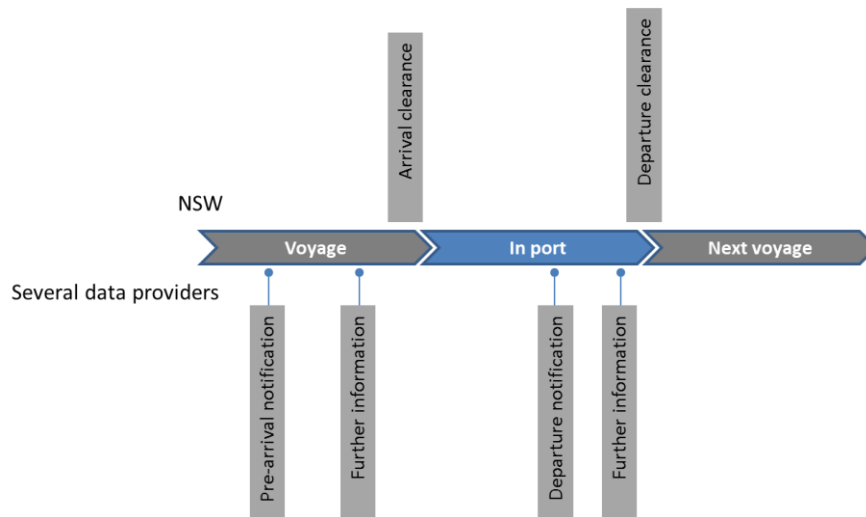 Arrival clearance
Departure clearance
NSW
Voyage
In port
Next voyage
Several data providers
Pre-arrival notification
Further information
Departure notification
Further information